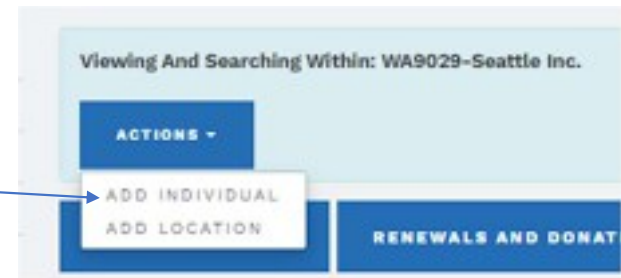 Viewing And Searching Within: WA9029-Seattle Inc.
ACTIONS
ADD INDIVIDUAL
ADD LOCATION
RENEWALS AND DONAT